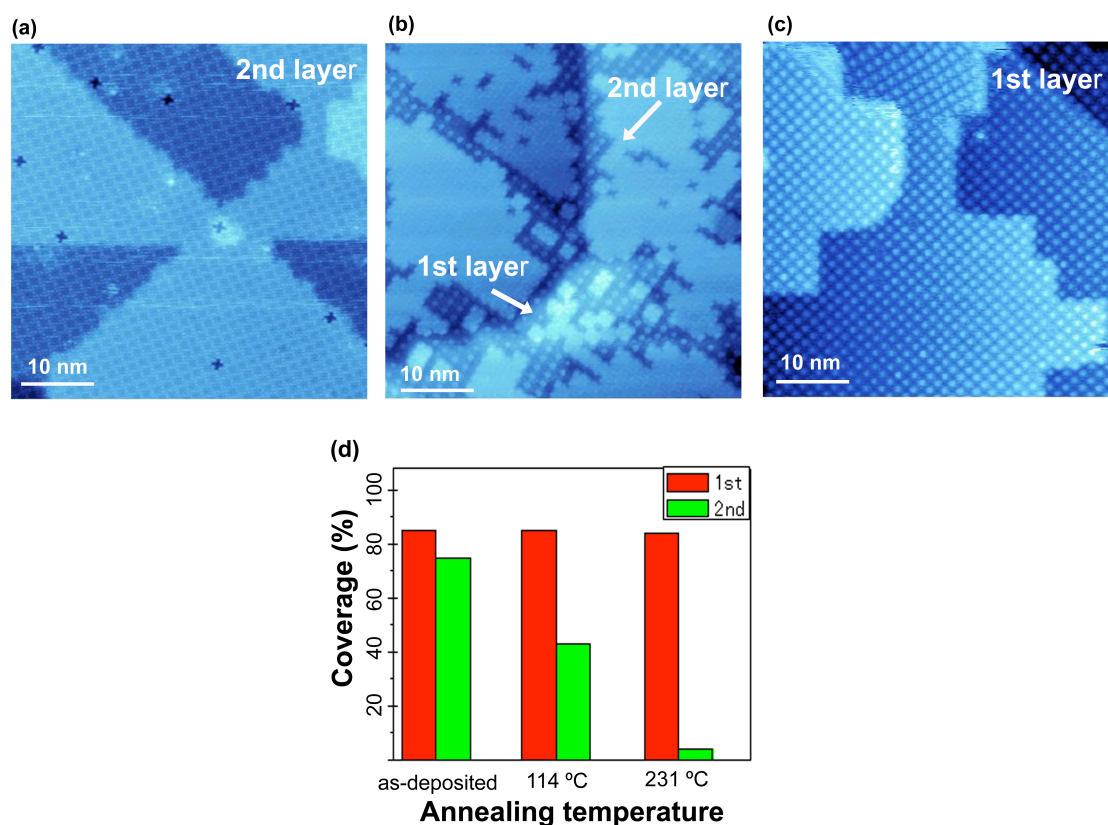 (a)
2nd layer
10 nm
(b)
2nd layer
1st layer
10 nm
(c)
1st layer
10 nm
(d)
1st
2nd
Coverage (%)
100
80
60
40
20
as-deposited
114 ºC
231 ºC
Annealing temperature